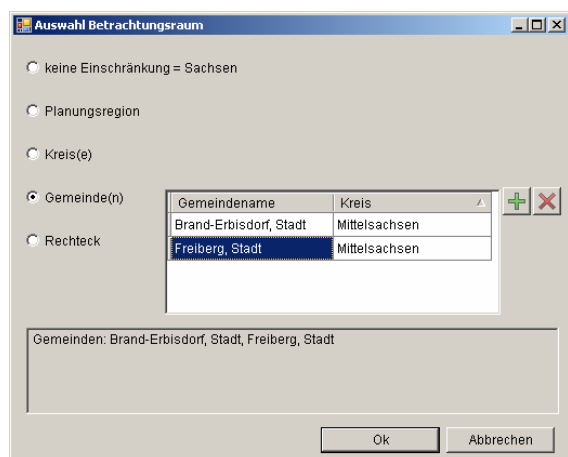 Auswahl Betrachtungsraum
keine Einschränkung = Sachsen
Planungsregion
Kreis(e)
Gemeinde(n)
Gemeindename Kreis
Brand-Erbisdorf, Stadt Mittelsachsen
Freiberg, Stadt Mittelsachsen
Rechteck
Gemeinden: Brand-Erbisdorf, Stadt, Freiberg, Stadt
Ok Abbrechen